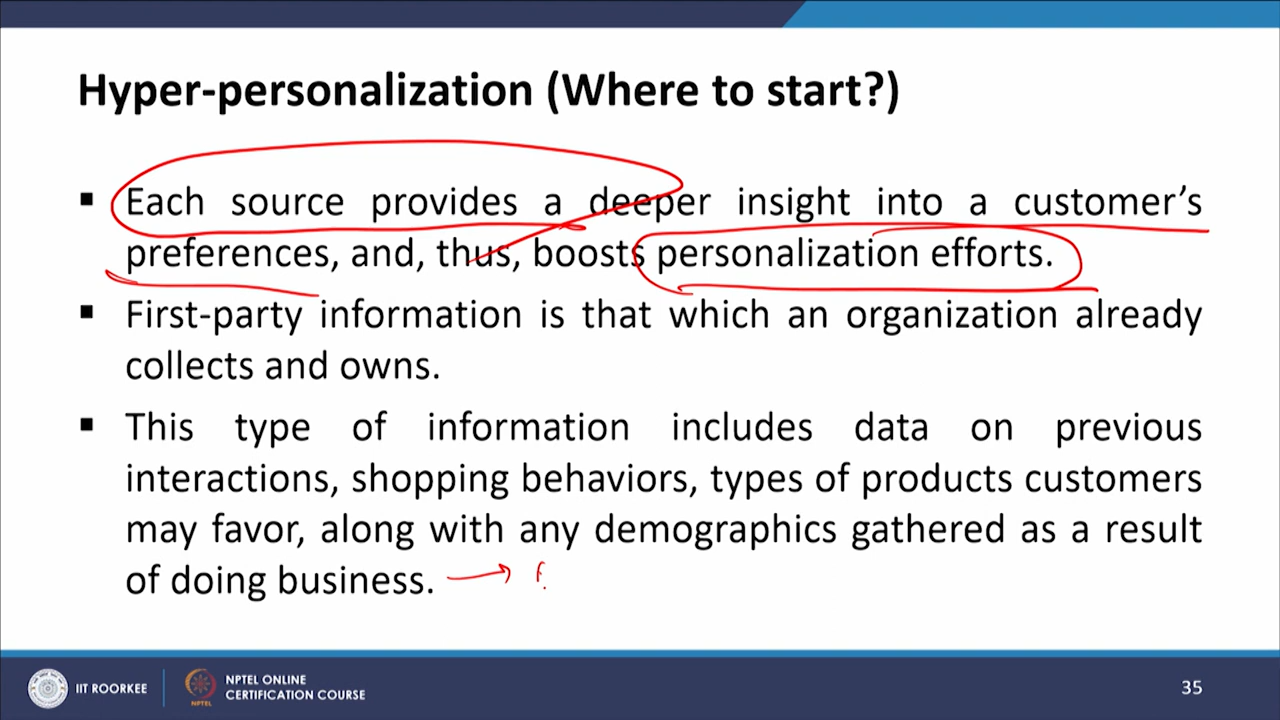 Hyper-personalization (Where to start?)
▪ Each source provides a deeper insight into a customer's
preferences, and, thus, boosts personalization efforts.
▪ First-party information is that which an organization already
collects and owns.
▪ This type of information includes data on previous
interactions, shopping behaviors, types of products customers
may favor, along with any demographics gathered as a result
of doing business.
IIT ROORKEE
NPTEL
NPTEL ONLINE
CERTIFICATION COURSE
35